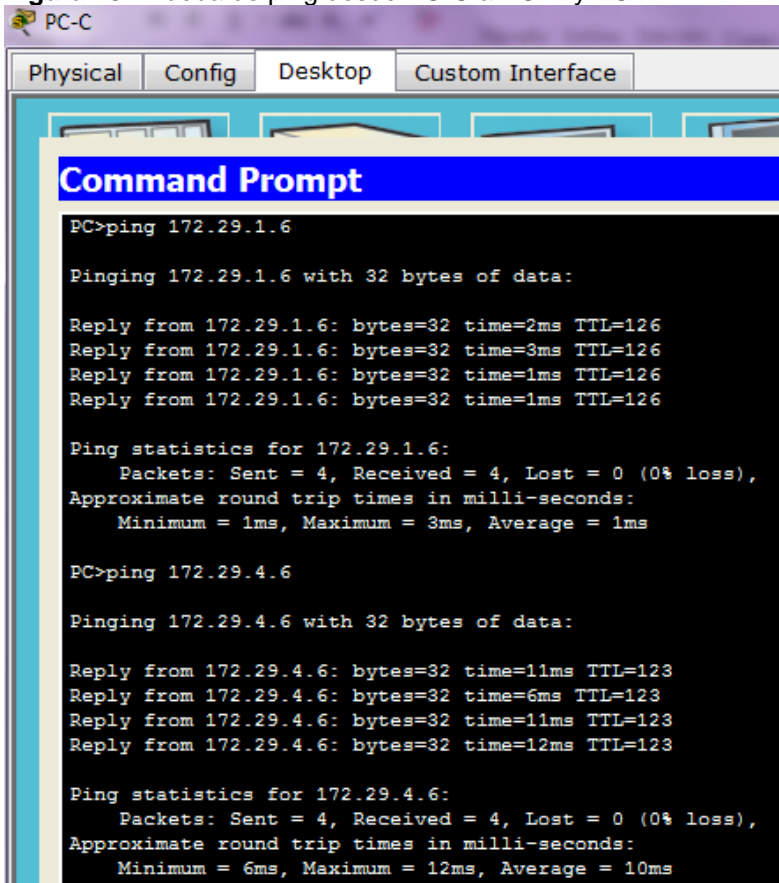 PC-C
Physical Config Desktop Custom Interface
Command Prompt
PC>ping 172.29.1.6
Pinging 172.29.1.6 with 32 bytes of data:
Reply from 172.29.1.6: bytes=32 time=2ms TTL=126
Reply from 172.29.1.6: bytes=32 time=3ms TTL=126
Reply from 172.29.1.6: bytes=32 time=1ms TTL=126
Reply from 172.29.1.6: bytes=32 time=1ms TTL=126
Ping statistics for 172.29.1.6:
Packets: Sent = 4, Received = 4, Lost = 0 (0% loss),
Approximate round trip times in milli-seconds:
Minimum = 1ms, Maximum = 3ms, Average = 1ms
PC>ping 172.29.4.6
Pinging 172.29.4.6 with 32 bytes of data:
Reply from 172.29.4.6: bytes=32 time=11ms TTL=123
Reply from 172.29.4.6: bytes=32 time=6ms TTL=123
Reply from 172.29.4.6: bytes=32 time=11ms TTL=123
Reply from 172.29.4.6: bytes=32 time=12ms TTL=123
Ping statistics for 172.29.4.6:
Packets: Sent = 4, Received = 4, Lost = 0 (0% loss),
Approximate round trip times in milli-seconds:
Minimum = 6ms, Maximum = 12ms, Average = 10ms